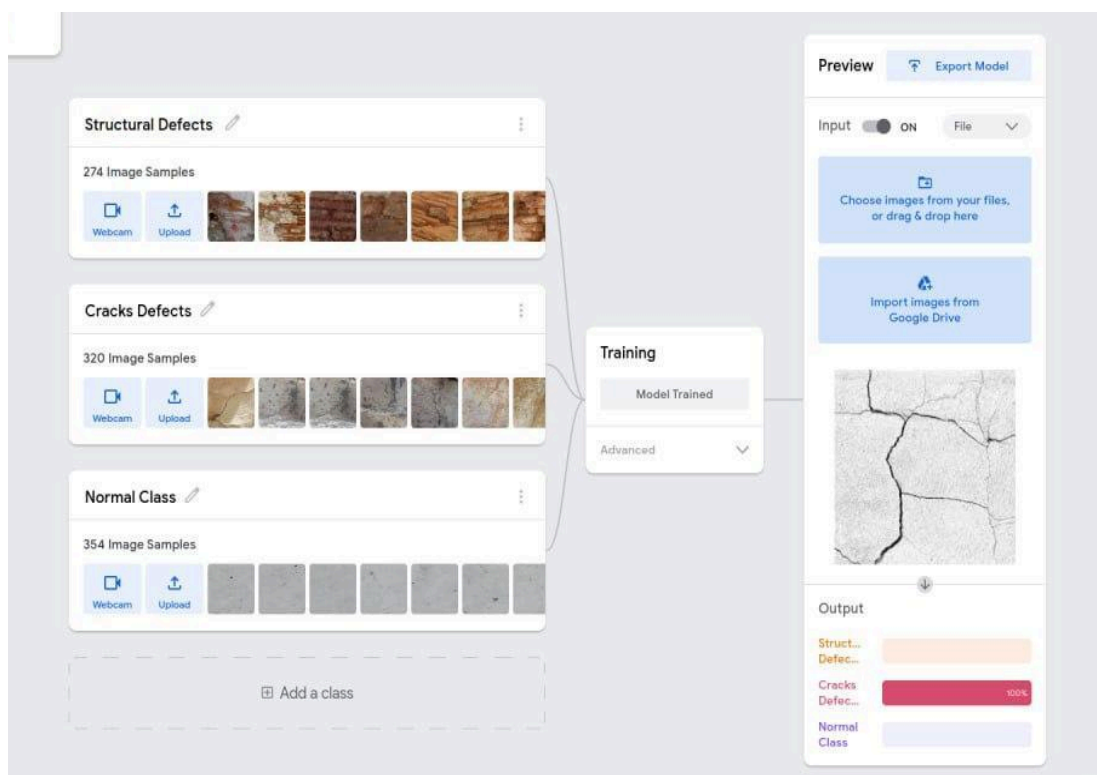 Structural Defects
274 Image Samples
Webcam
Upload
Cracks Defects
320 Image Samples
Webcam
Upload
Normal Class
354 Image Samples
Webcam
Upload
Add a class
Training
Model Trained
Advanced
Preview
Export Model
Input ON File
Choose images from your files,
or drag & drop here
Import images from
Google Drive
Output
Struct...
Defec...
Cracks
Defec...
100%
Normal
Class